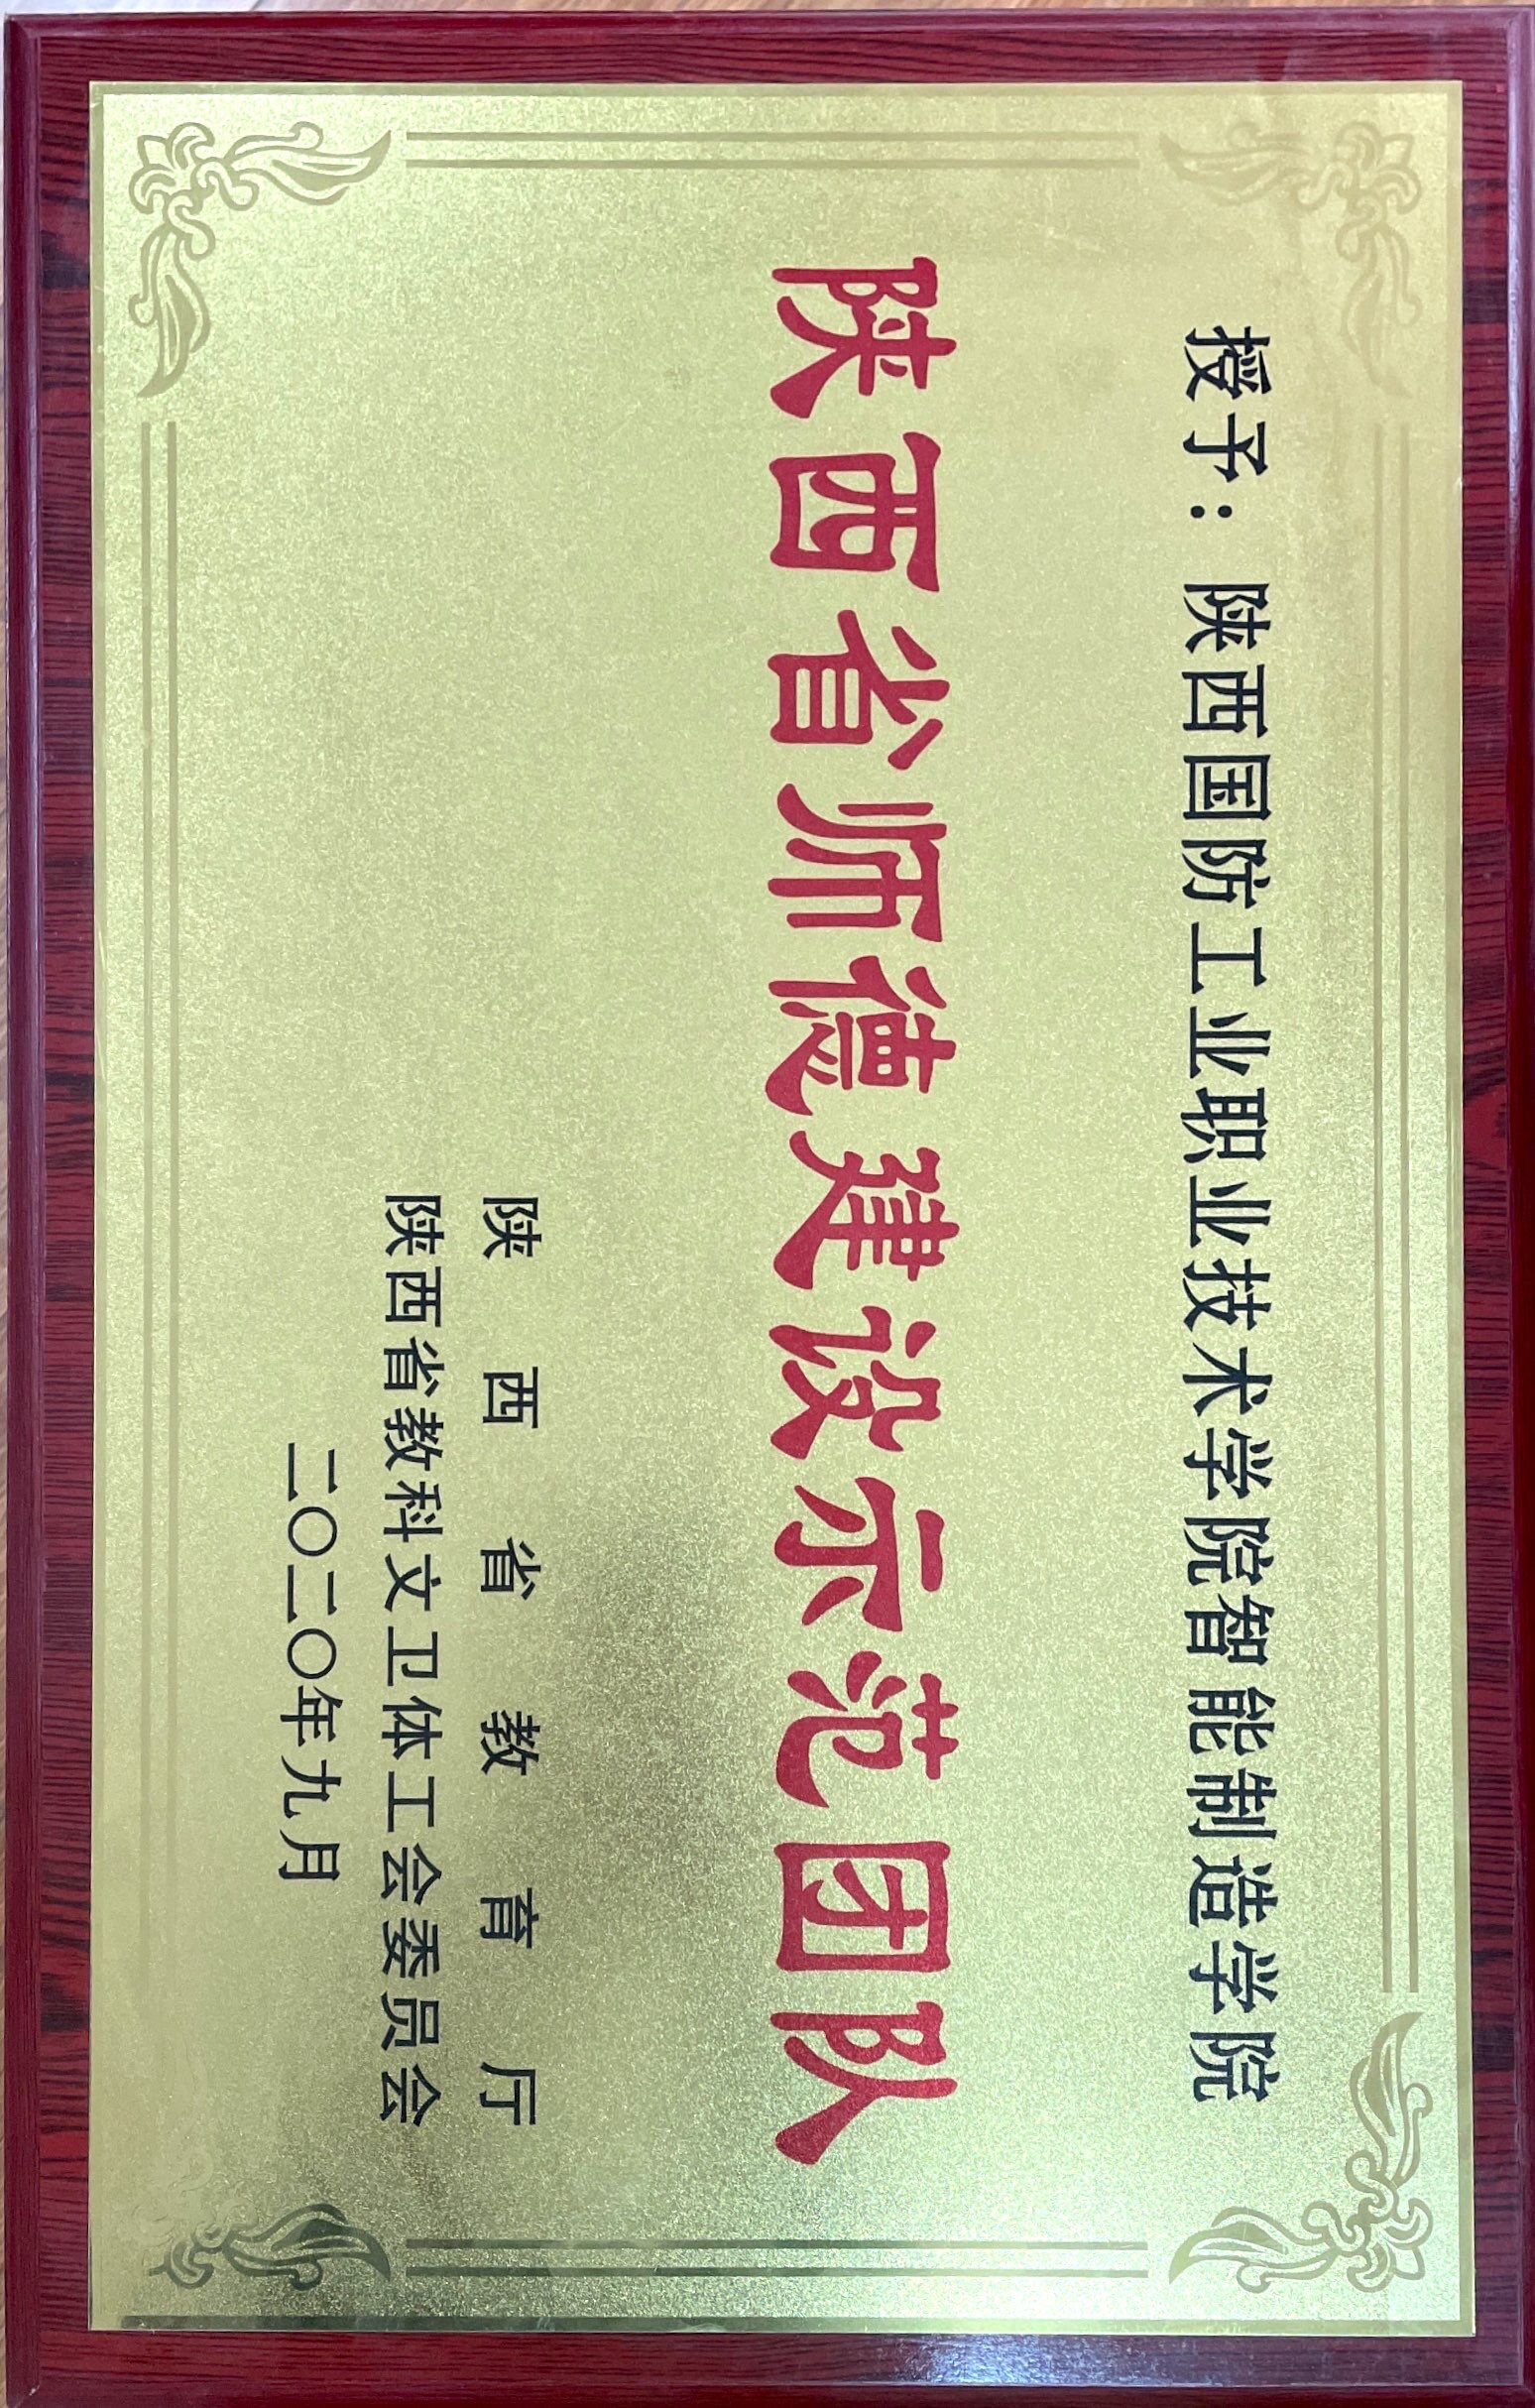 授予：陕西国防工业职业技术学院智能制造学院
陕西省师德建设示范团队
陕西省教育厅
陕西省教科文卫体工会委员会
二〇二〇年九月